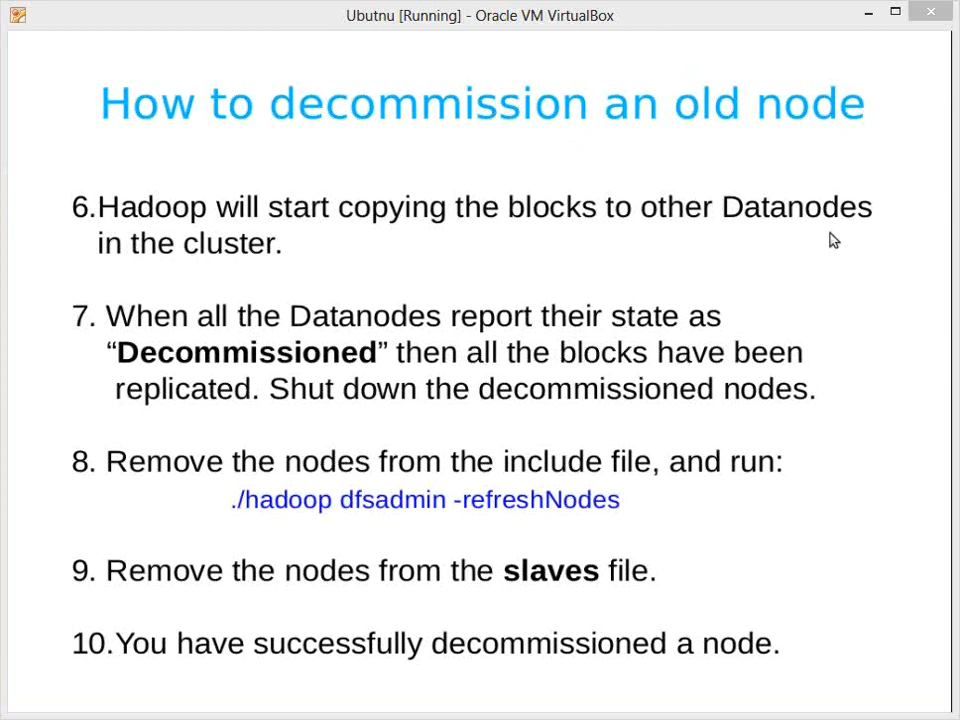 Ubutnu [Running] - Oracle VM VirtualBox
How to decommission an old node
6.Hadoop will start copying the blocks to other Datanodes
in the cluster.
7. When all the Datanodes report their state as
“Decommissioned” then all the blocks have been
replicated. Shut down the decommissioned nodes.
8. Remove the nodes from the include file, and run:
./hadoop dfsadmin -refreshNodes
9. Remove the nodes from the slaves file.
10.You have successfully decommissioned a node.